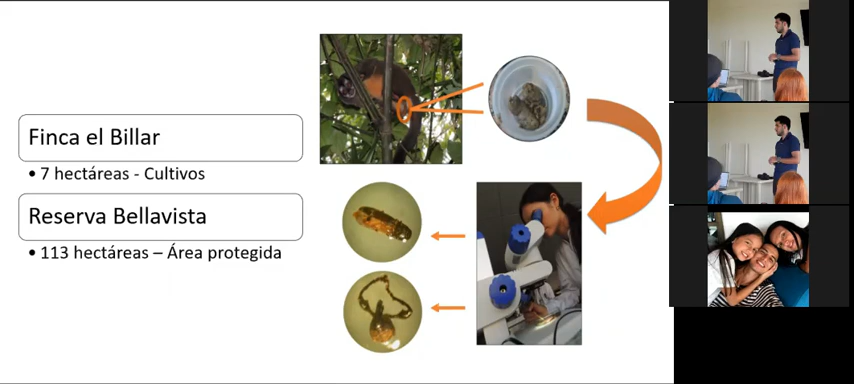 Finca el Billar
• 7 hectáreas - Cultivos
Reserva Bellavista
• 113 hectáreas – Área protegida